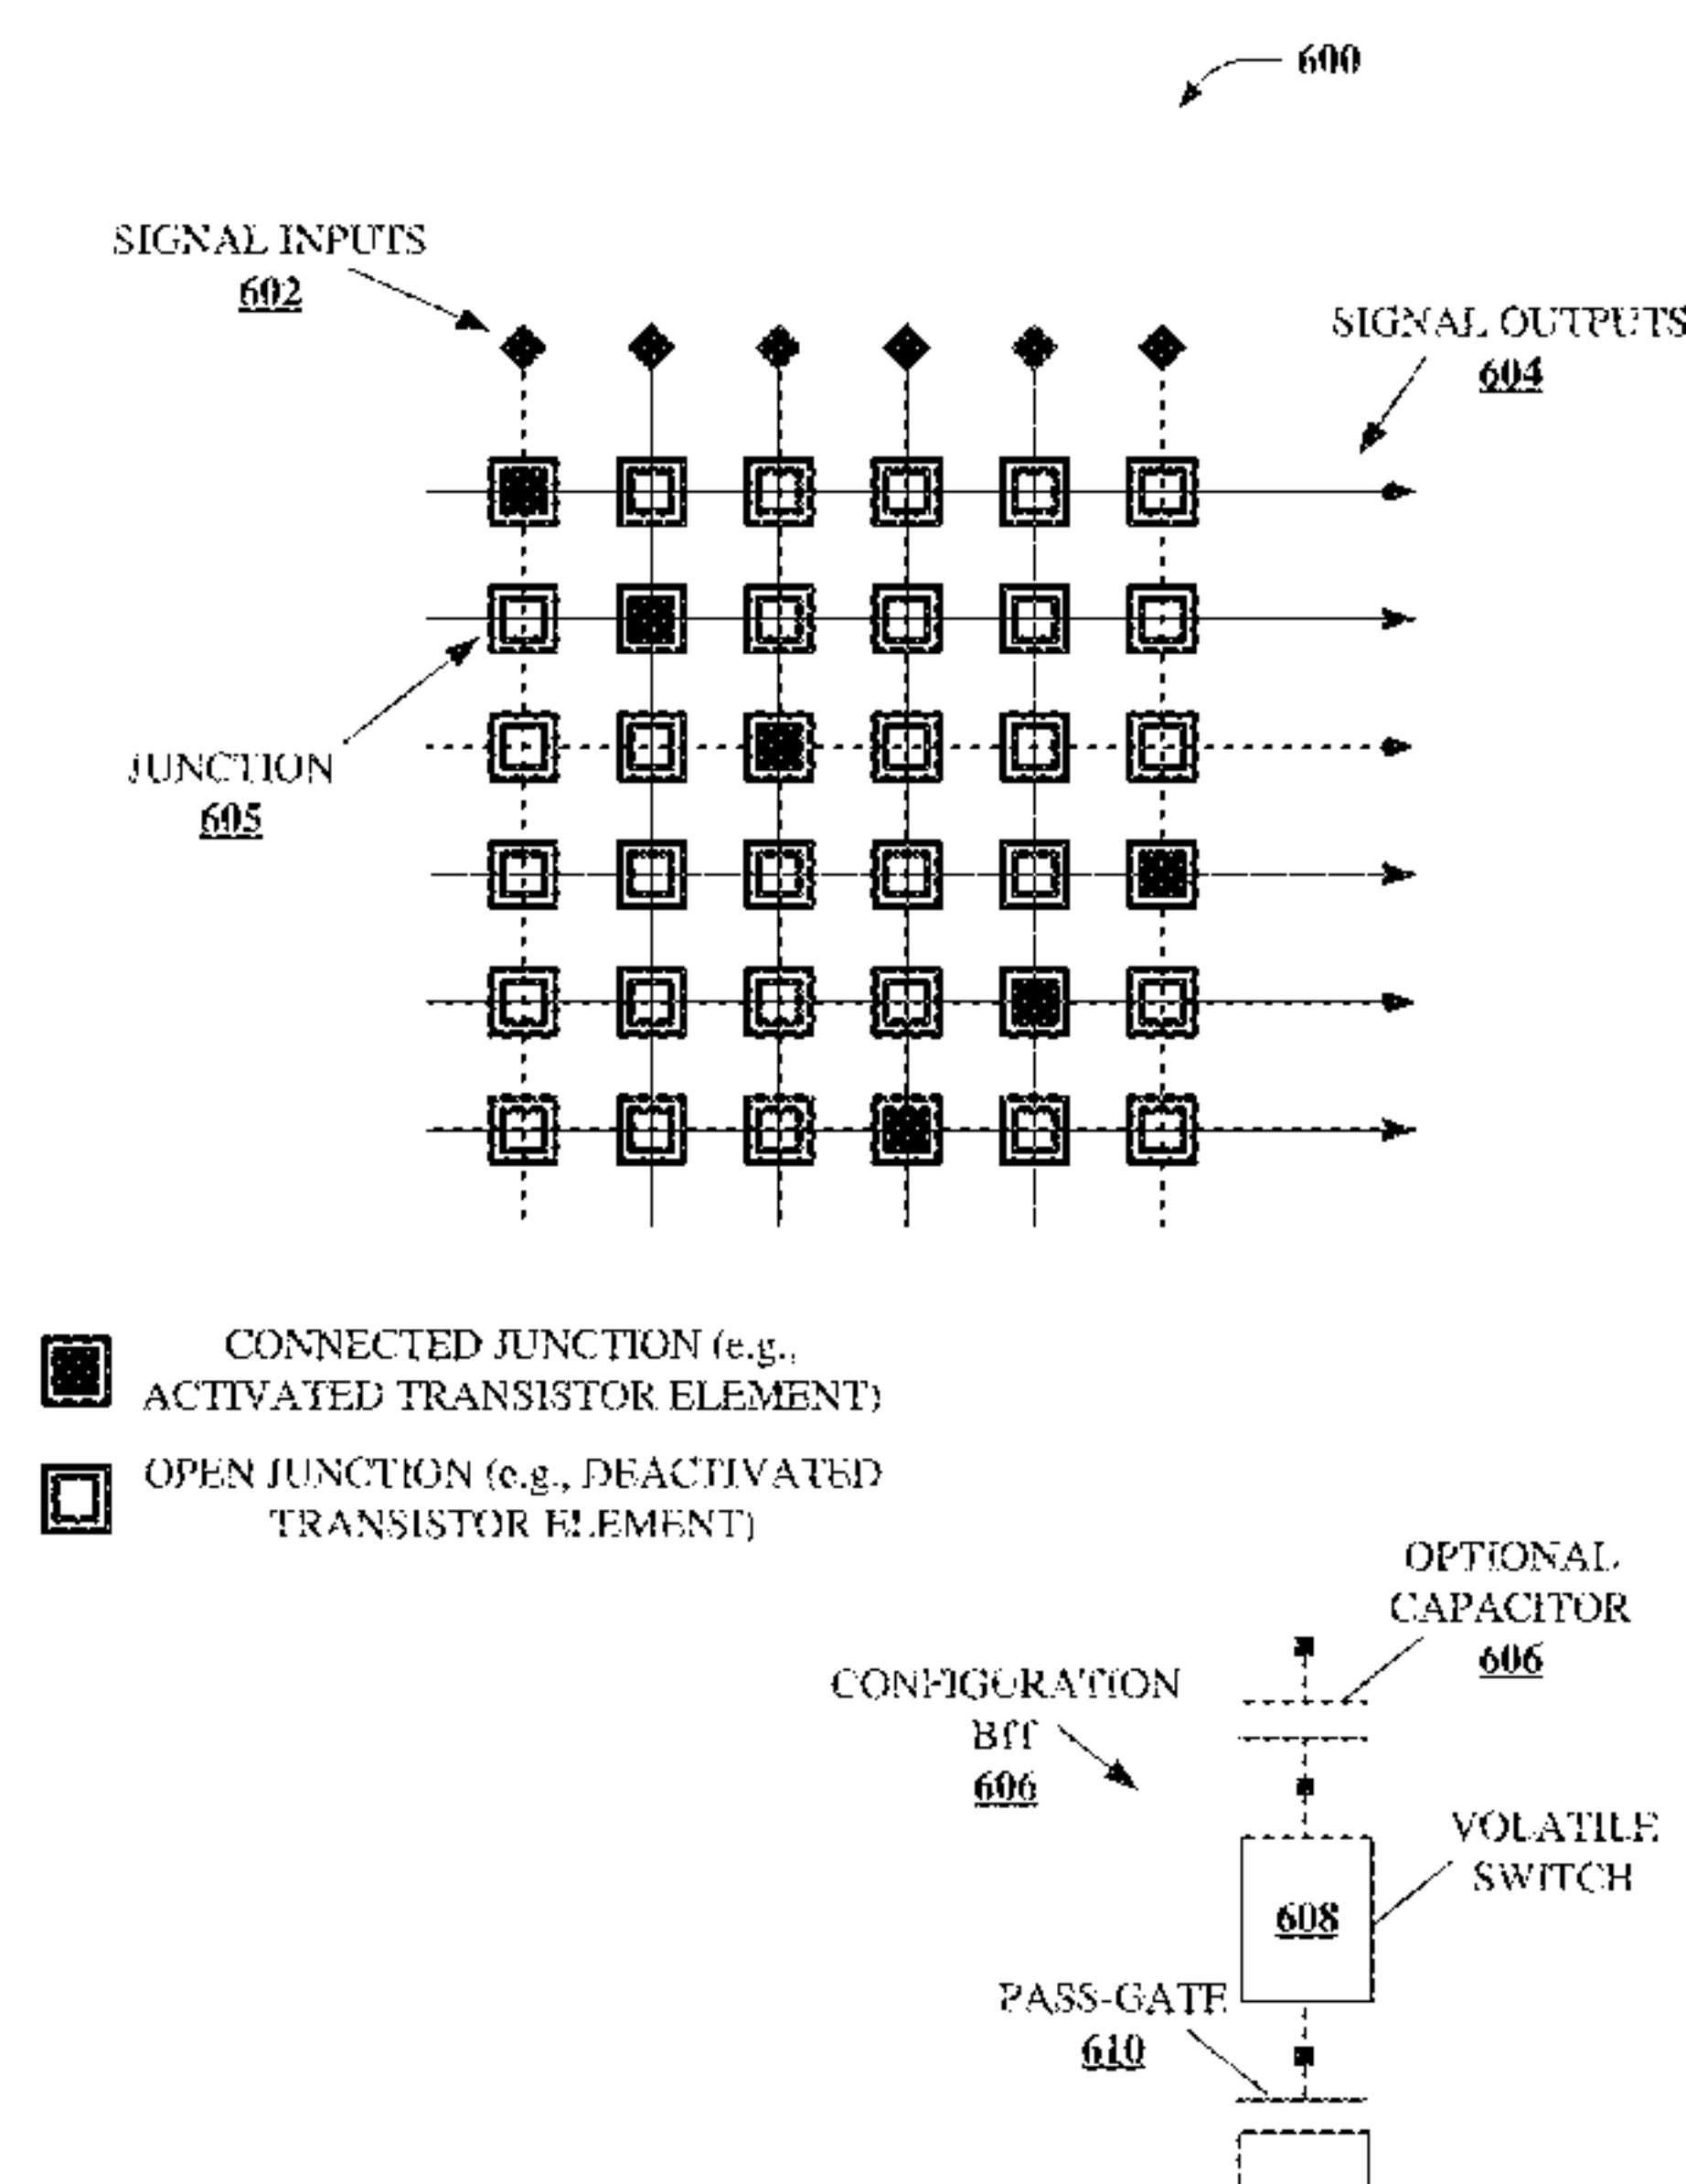 600
SIGNAL INPUTS
602
SIGNAL OUTPUTS
604
JUNCTION
605
CONNECTED JUNCTION (e.g.,
ACTIVATED TRANSISTOR ELEMENT)
OPEN JUNCTION (e.g., DEACTIVATED
TRANSISTOR ELEMENT)
OPTIONAL
CAPACITOR
606
CONFIGURATION
BIT
606
VOLATILE
SWITCH
608
PASS-GATE
610